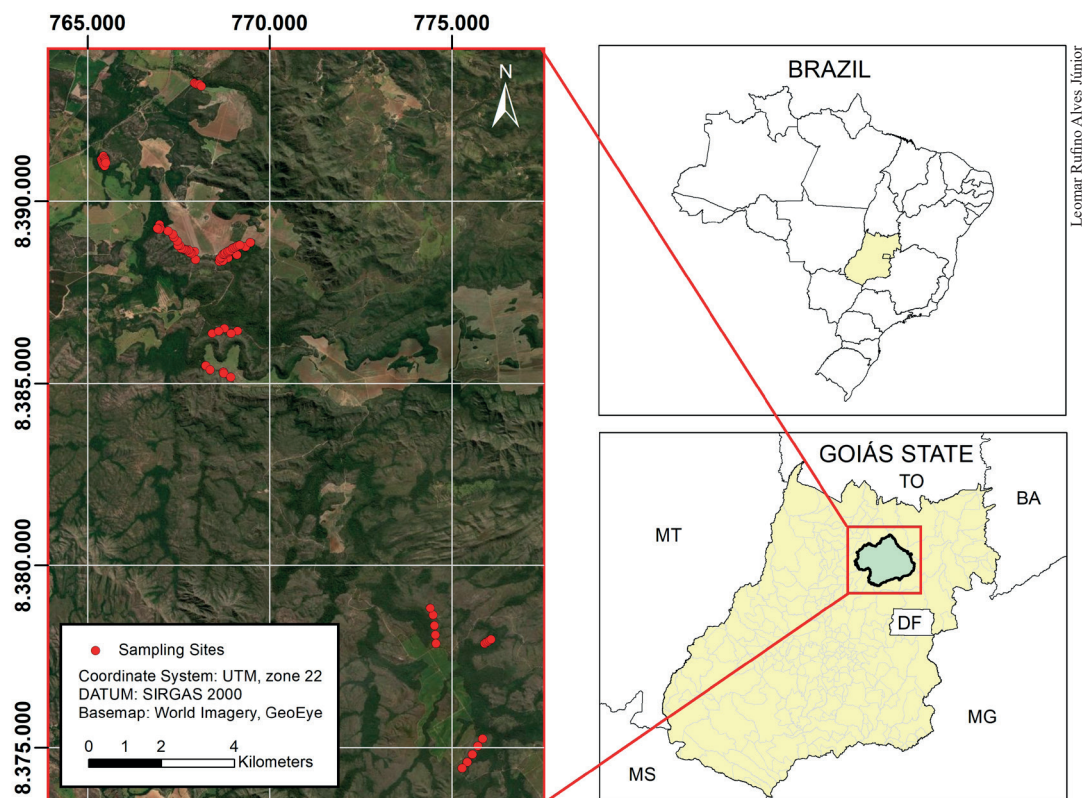 765.000 770.000 775.000
8.390.000
8.385.000
8.380.000
8.375.000
N
Sampling Sites
Coordinate System: UTM, zone 22
DATUM: SIRGAS 2000
Basemap: World Imagery, GeoEye
0 1 2 4
Kilometers
BRAZIL
Leomar Rufino Alves Júnior
GOIÁS STATE
TO
BA
MT
DF
MG
MS